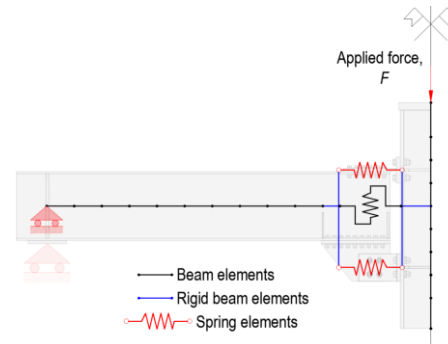 Applied force,
F
Beam elements
Rigid beam elements
Spring elements